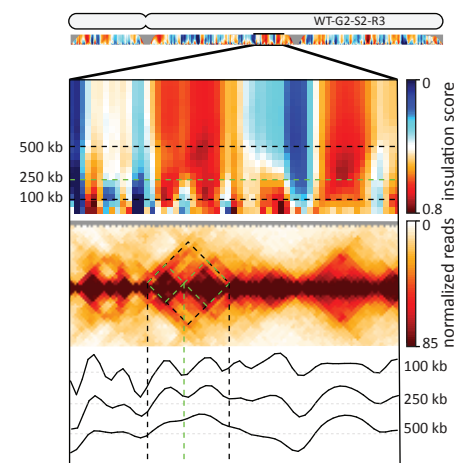 WT-G2-S2-R3
0
500 kb
250 kb
100 kb
0.8
insulation score
0
85
normalized reads
100 kb
250 kb
500 kb